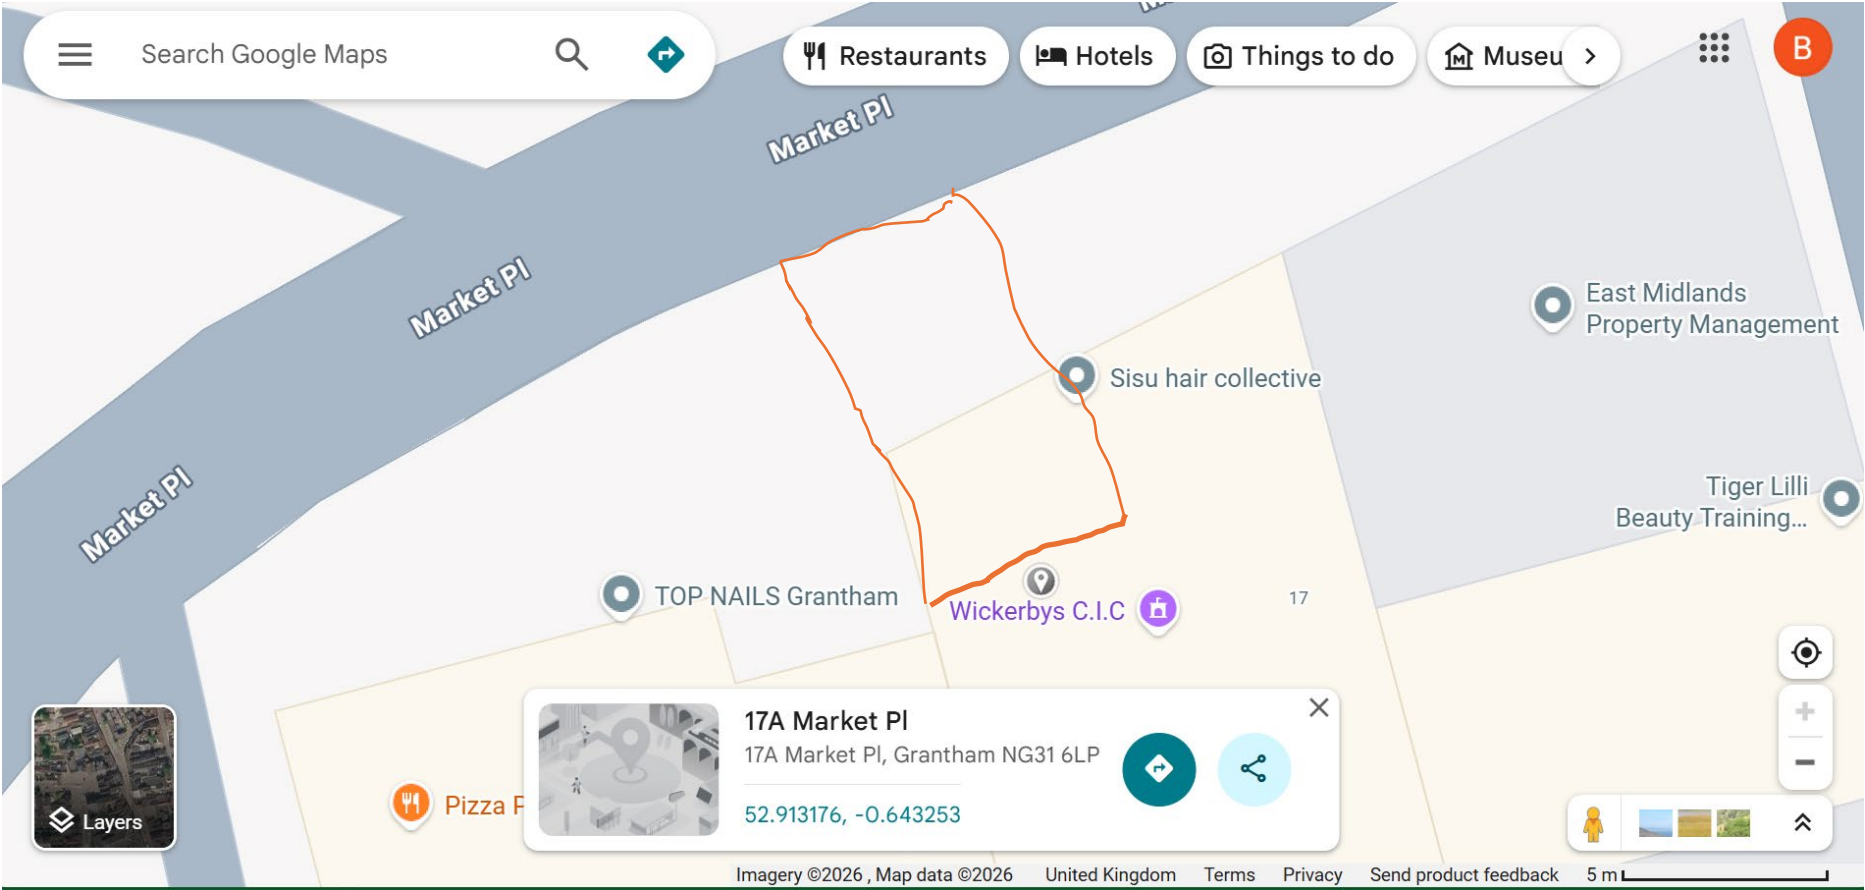 Search Google Maps
Restaurants
Hotels
Things to do
Museu
B
Market Pl
Market Pl
Market Pl
East Midlands
Property Management
Sisu hair collective
Tiger Lilli
Beauty Training...
TOP NAILS Grantham
Wickerbys C.I.C
17
17A Market Pl
17A Market Pl, Grantham NG31 6LP
52.913176, -0.643253
Pizza P
Layers
Imagery ©2026 , Map data ©2026
United Kingdom
Terms
Privacy
Send product feedback
5 m